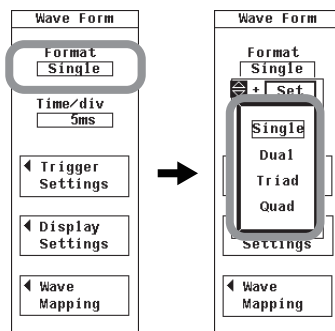 Wave Form
Format
Single
Time/div
5ms
Trigger
Settings
Display
Settings
Wave
Mapping
Wave Form
Format
Single
+ Set
Single
Dual
Triad
Quad
Settings
Wave
Mapping